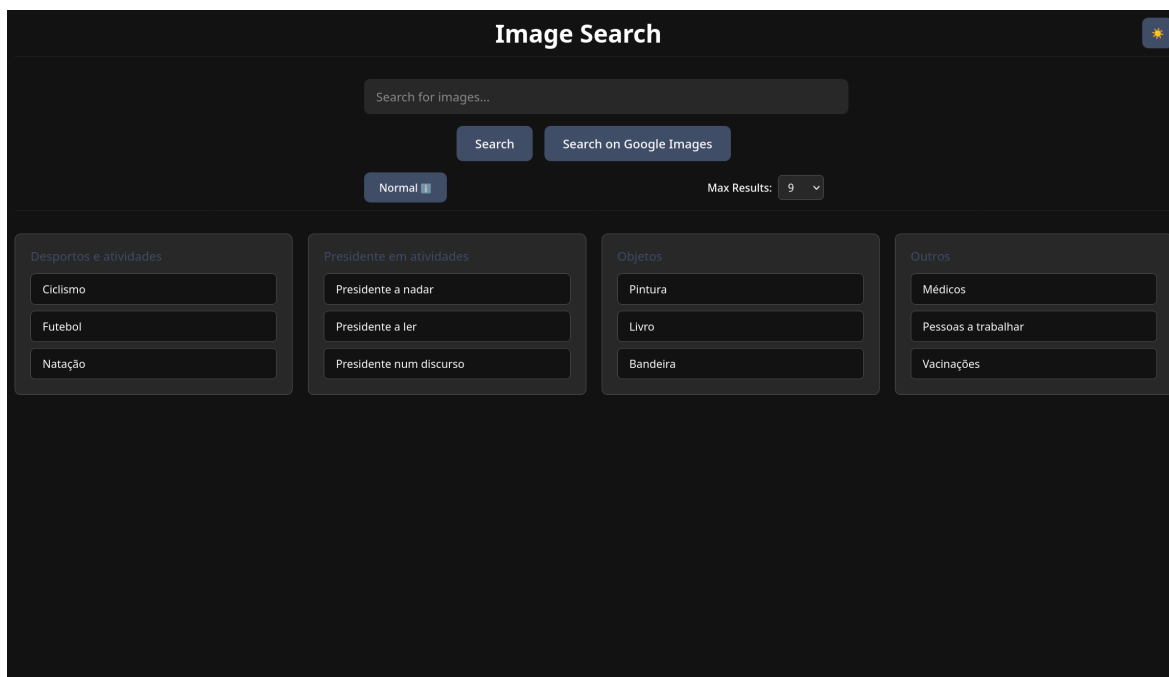 Image Search
Search for images...
Search
Search on Google Images
Normal ℹ️
Max Results: 9
Desportos e atividades
Ciclismo
Futebol
Natação
Presidente em atividades
Presidente a nadar
Presidente a ler
Presidente num discurso
Objetos
Pintura
Livro
Bandeira
Outros
Médicos
Pessoas a trabalhar
Vacinações